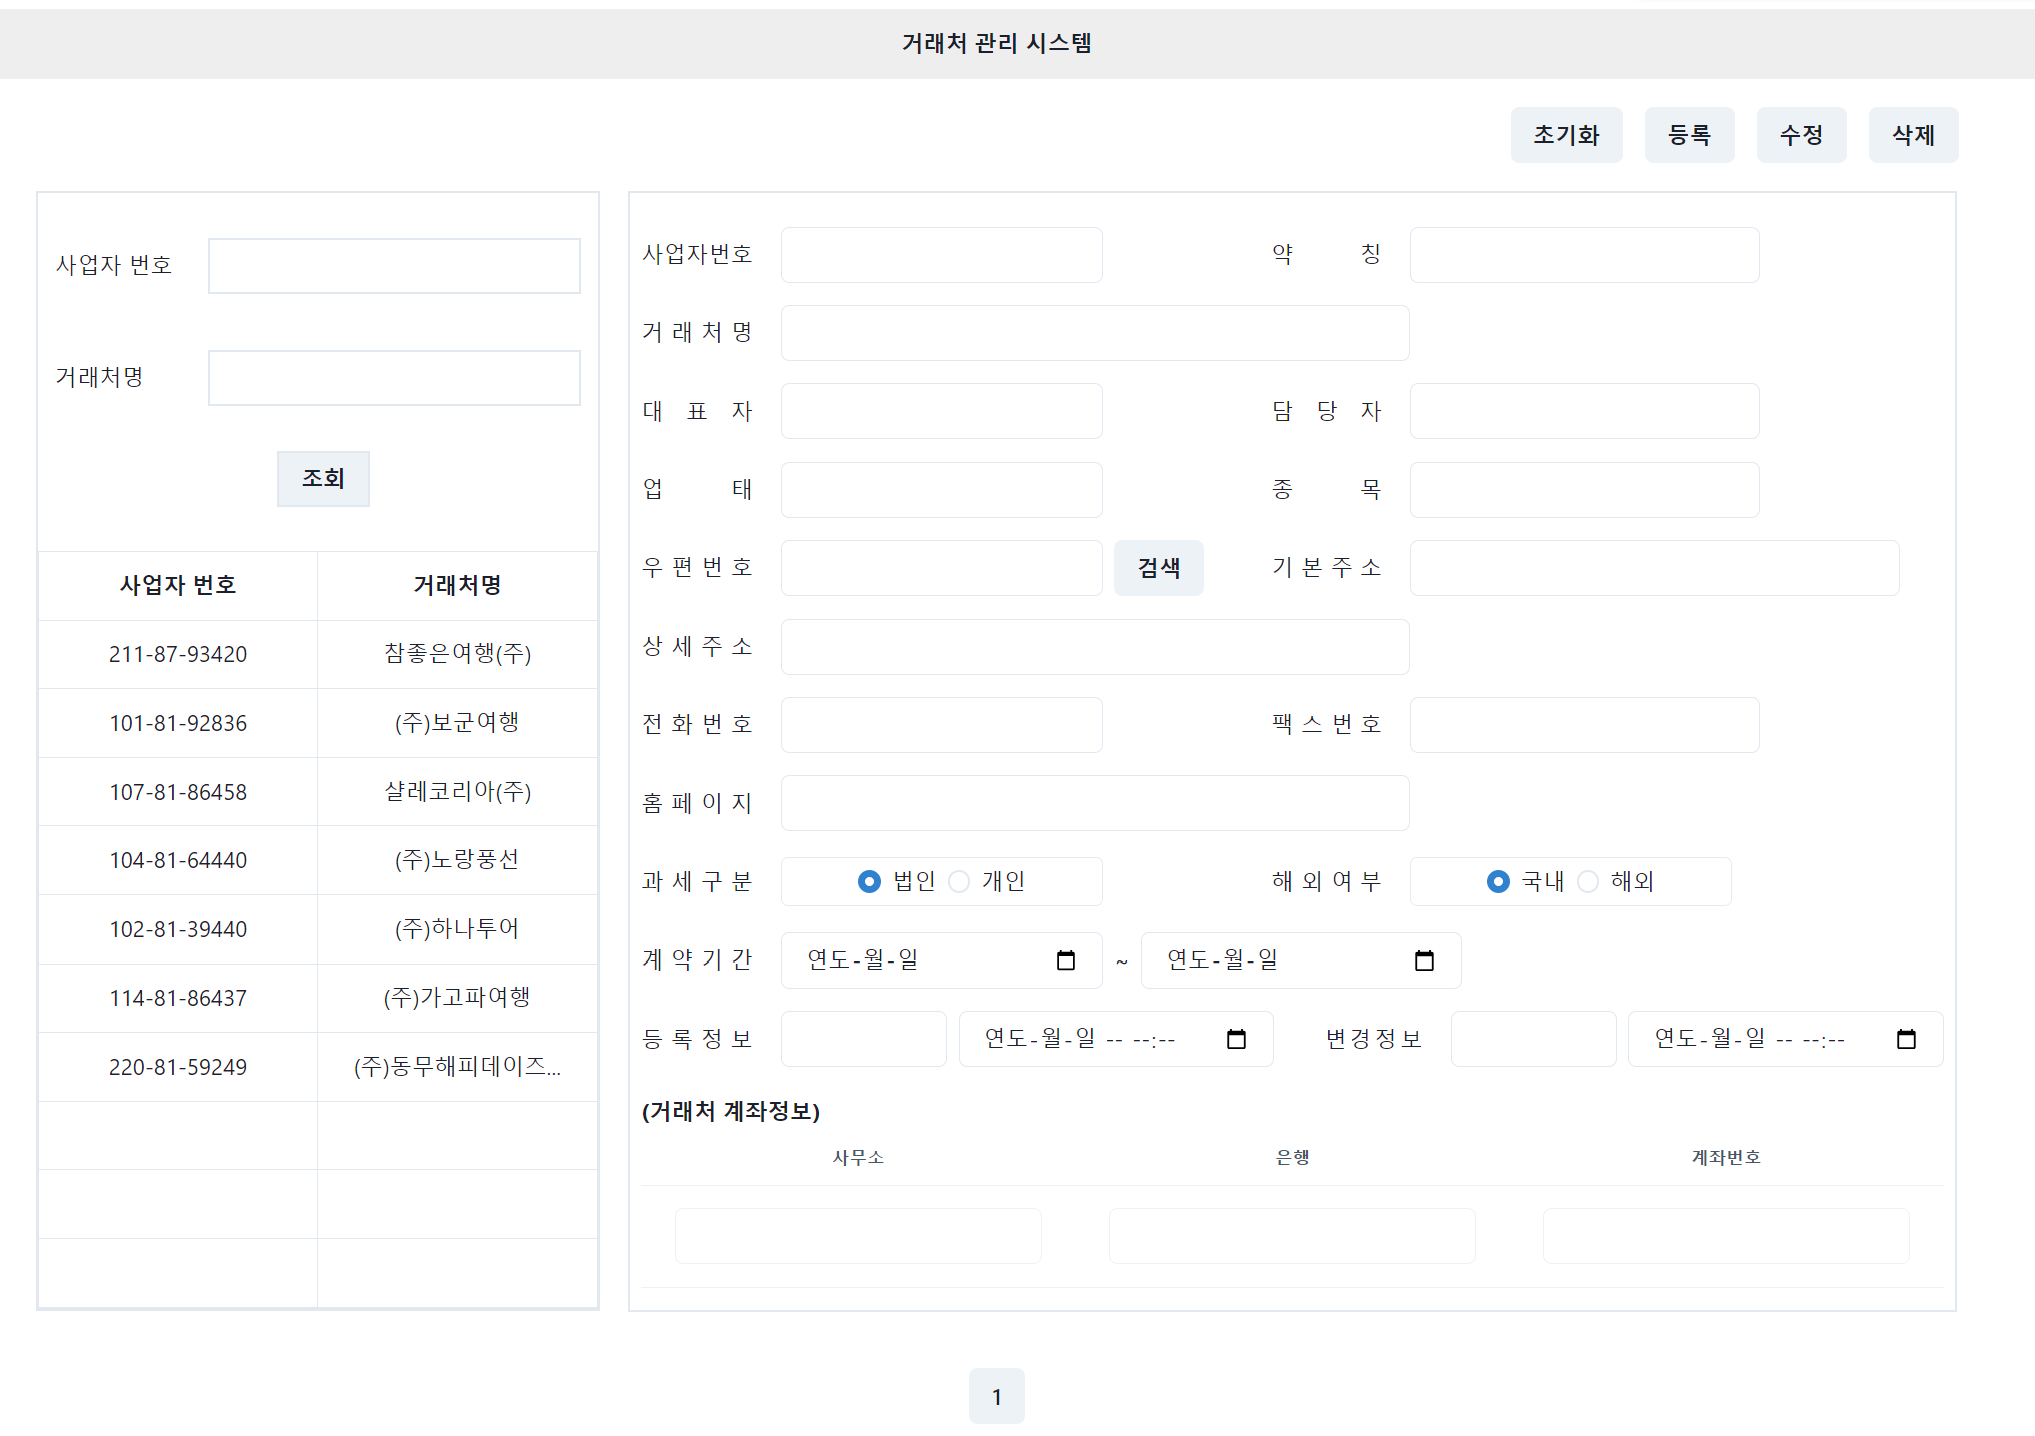 거래처 관리 시스템
초기화 등록 수정 삭제
사업자 번호
거래처명
조회
사업자 번호 거래처명
211-87-93420 참좋은여행(주)
101-81-92836 (주)보군여행
107-81-86458 샬레코리아(주)
104-81-64440 (주)노랑풍선
102-81-39440 (주)하나투어
114-81-86437 (주)가고파여행
220-81-59249 (주)동무해피데이즈...
사업자번호 약 칭
거 래 처 명
대 표 자 담 당 자
업 태 종 목
우 편 번 호 검색 기 본 주 소
상 세 주 소
전 화 번 호 팩 스 번 호
홈 페 이 지
과 세 구 분 법인 개인 해 외 여 부 국내 해외
계 약 기 간 연도-월-일 ~ 연도-월-일
등 록 정 보 연도-월-일 -- --:-- 변경정보 연도-월-일 -- --:--
(거래처 계좌정보)
사무소 은행 계좌번호
1